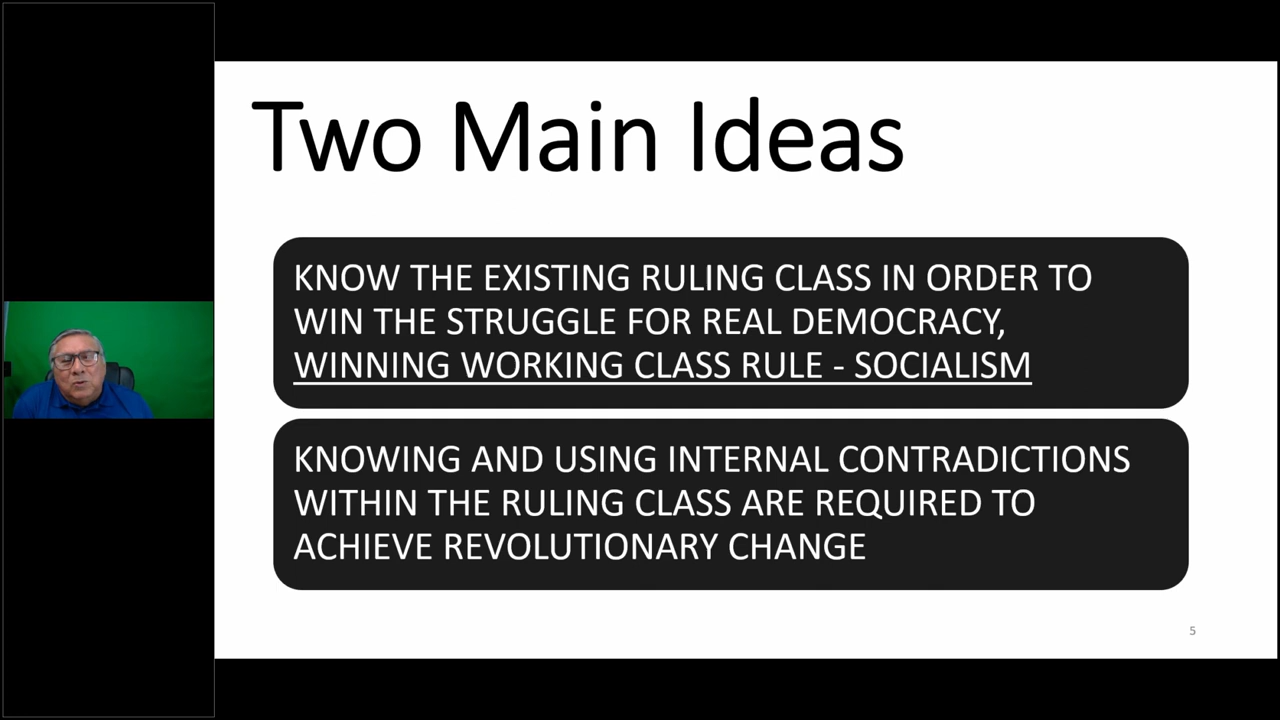 Two Main Ideas
KNOW THE EXISTING RULING CLASS IN ORDER TO
WIN THE STRUGGLE FOR REAL DEMOCRACY,
WINNING WORKING CLASS RULE - SOCIALISM
KNOWING AND USING INTERNAL CONTRADICTIONS
WITHIN THE RULING CLASS ARE REQUIRED TO
ACHIEVE REVOLUTIONARY CHANGE
5